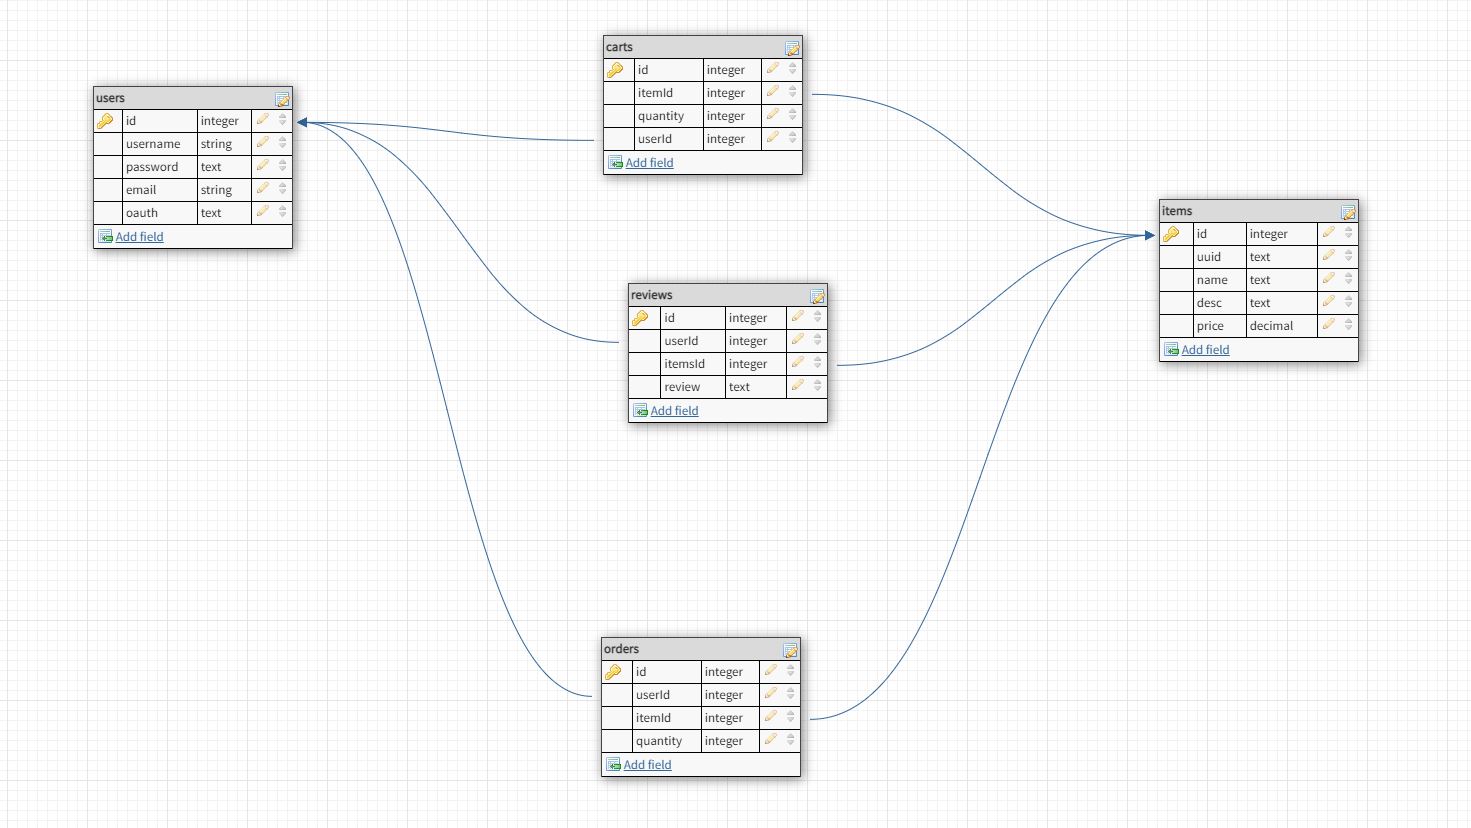 users
id integer
username string
password text
email string
oauth text
Add field
carts
id integer
itemId integer
quantity integer
userId integer
Add field
reviews
id integer
userId integer
itemsId integer
review text
Add field
items
id integer
uuid text
name text
desc text
price decimal
Add field
orders
id integer
userId integer
itemId integer
quantity integer
Add field